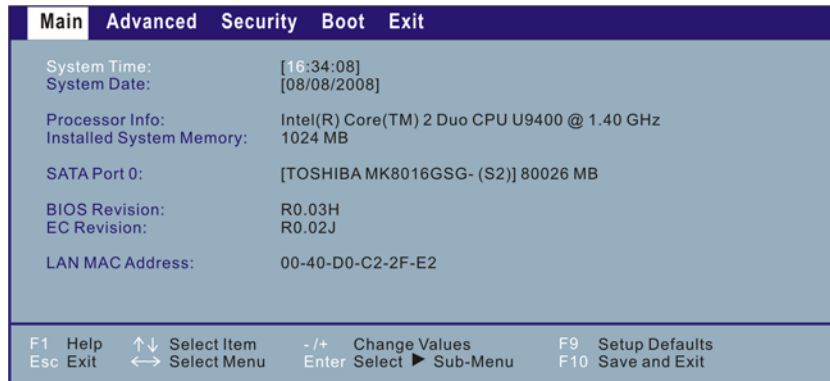 Main Advanced Security Boot Exit
System Time: [16:34:08]
System Date: [08/08/2008]
Processor Info: Intel(R) Core(TM) 2 Duo CPU U9400 @ 1.40 GHz
Installed System Memory: 1024 MB
SATA Port 0: [TOSHIBA MK8016GSG- (S2)] 80026 MB
BIOS Revision: R0.03H
EC Revision: R0.02J
LAN MAC Address: 00-40-D0-C2-2F-E2
F1 Help ↑↓ Select Item -/+ Change Values F9 Setup Defaults
Esc Exit ↔ Select Menu Enter Select ▶ Sub-Menu F10 Save and Exit